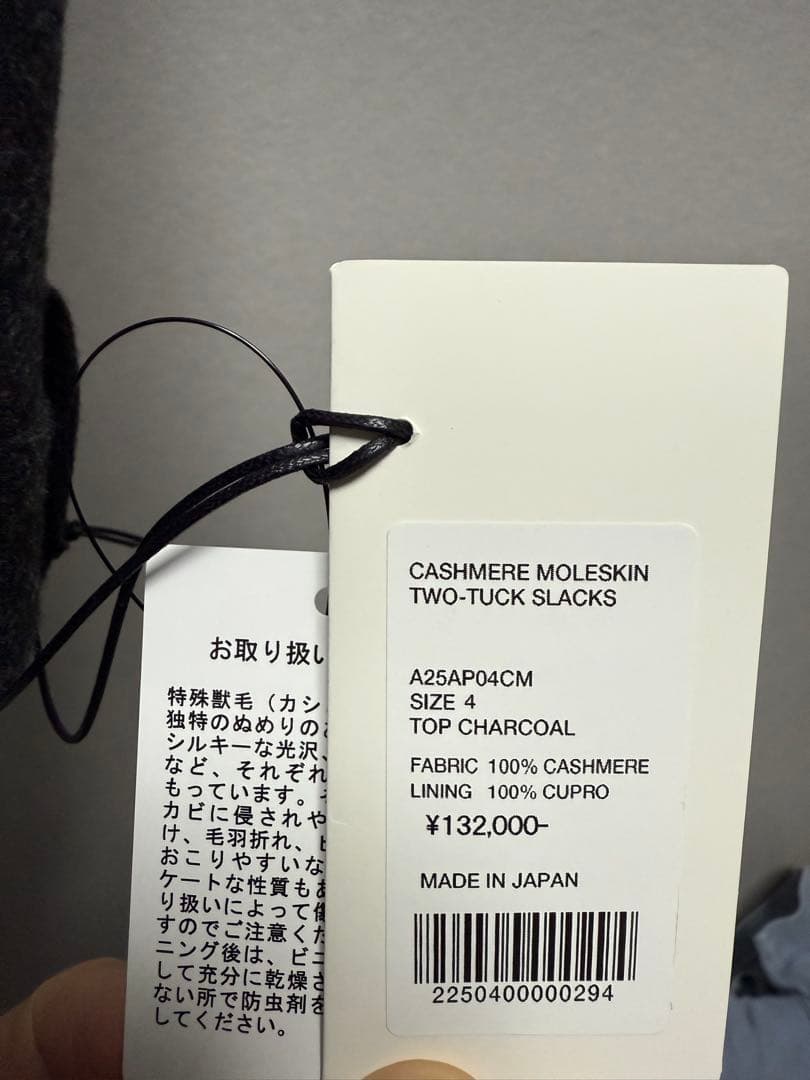 CASHMERE MOLESKIN
TWO-TUCK SLACKS
A25AP04CM
SIZE 4
TOP CHARCOAL
FABRIC 100% CASHMERE
LINING 100% CUPRO
¥132,000-
MADE IN JAPAN
2250400000294
お取り扱い
特殊獣毛（カシ
独特のぬめりの
シルキーな光沢、
など、それぞれ
もっています。
カビに侵されや
け、毛羽折れ、
おこりやすいな
ケートな性質もあ
り扱いによって傷
すのでご注意くだ
ニング後は、ビニ
して充分に乾燥さ
ない所で防虫剤を
してください。